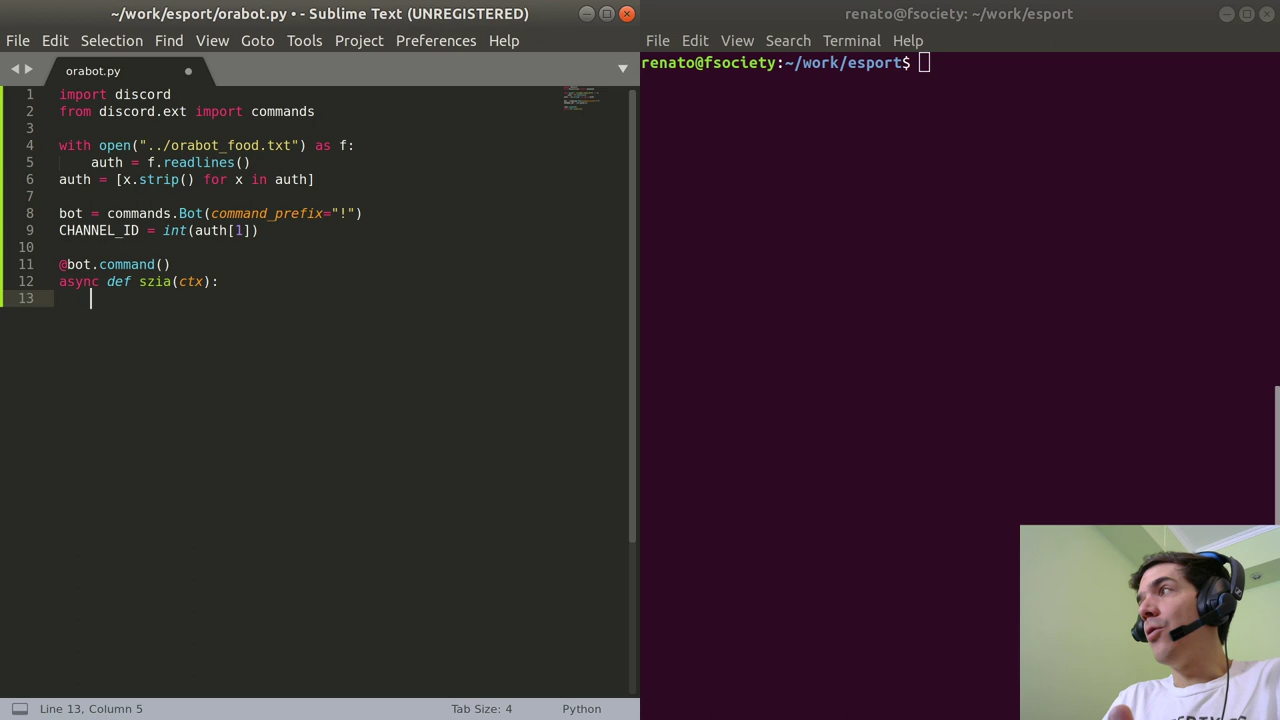 ~/work/esport/orabot.py • - Sublime Text (UNREGISTERED)
File Edit Selection Find View Goto Tools Project Preferences Help
orabot.py
1 import discord
2 from discord.ext import commands
3
4 with open("../orabot_food.txt") as f:
5 auth = f.readlines()
6 auth = [x.strip() for x in auth]
7
8 bot = commands.Bot(command_prefix="!")
9 CHANNEL_ID = int(auth[1])
10
11 @bot.command()
12 async def szia(ctx):
13
Line 13, Column 5 Tab Size: 4 Python
renato@fsociety: ~/work/esport
File Edit View Search Terminal Help
renato@fsociety:~/work/esport$